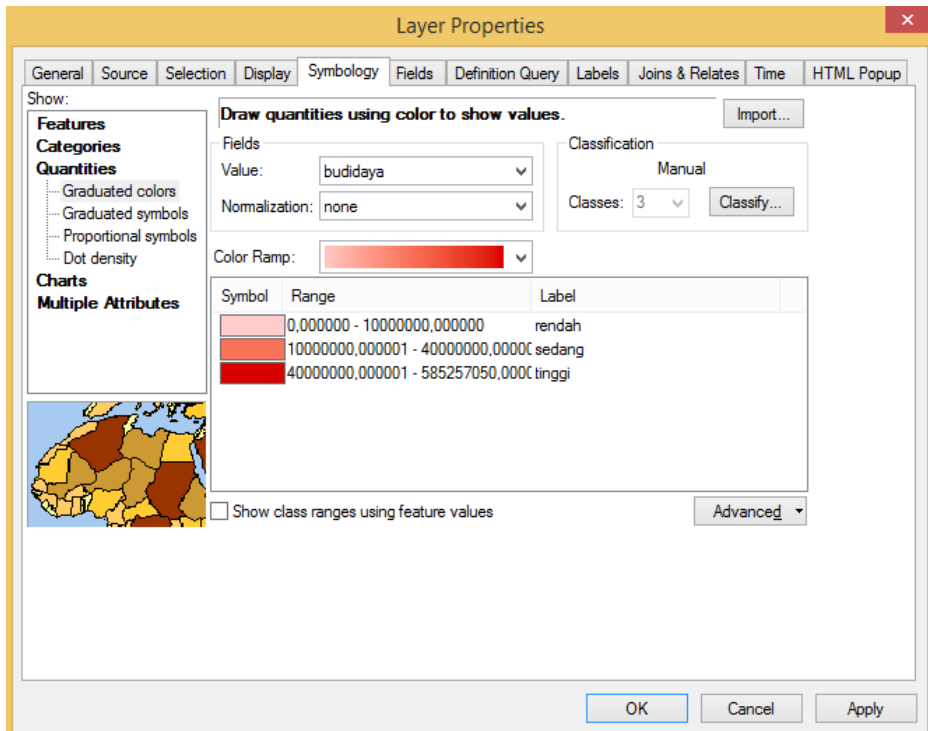 Layer Properties
General Source Selection Display Symbology Fields Definition Query Labels Joins & Relates Time HTML Popup
Show:
Features
Categories
Quantities
Graduated colors
Graduated symbols
Proportional symbols
Dot density
Charts
Multiple Attributes
Draw quantities using color to show values.
Import...
Fields
Value: budidaya
Normalization: none
Classification
Manual
Classes: 3 Classify...
Color Ramp:
Symbol Range Label
0,000000 - 10000000,000000 rendah
10000000,000001 - 40000000,00000 sedang
40000000,000001 - 585257050,0000 tinggi
Show class ranges using feature values
Advanced
OK Cancel Apply